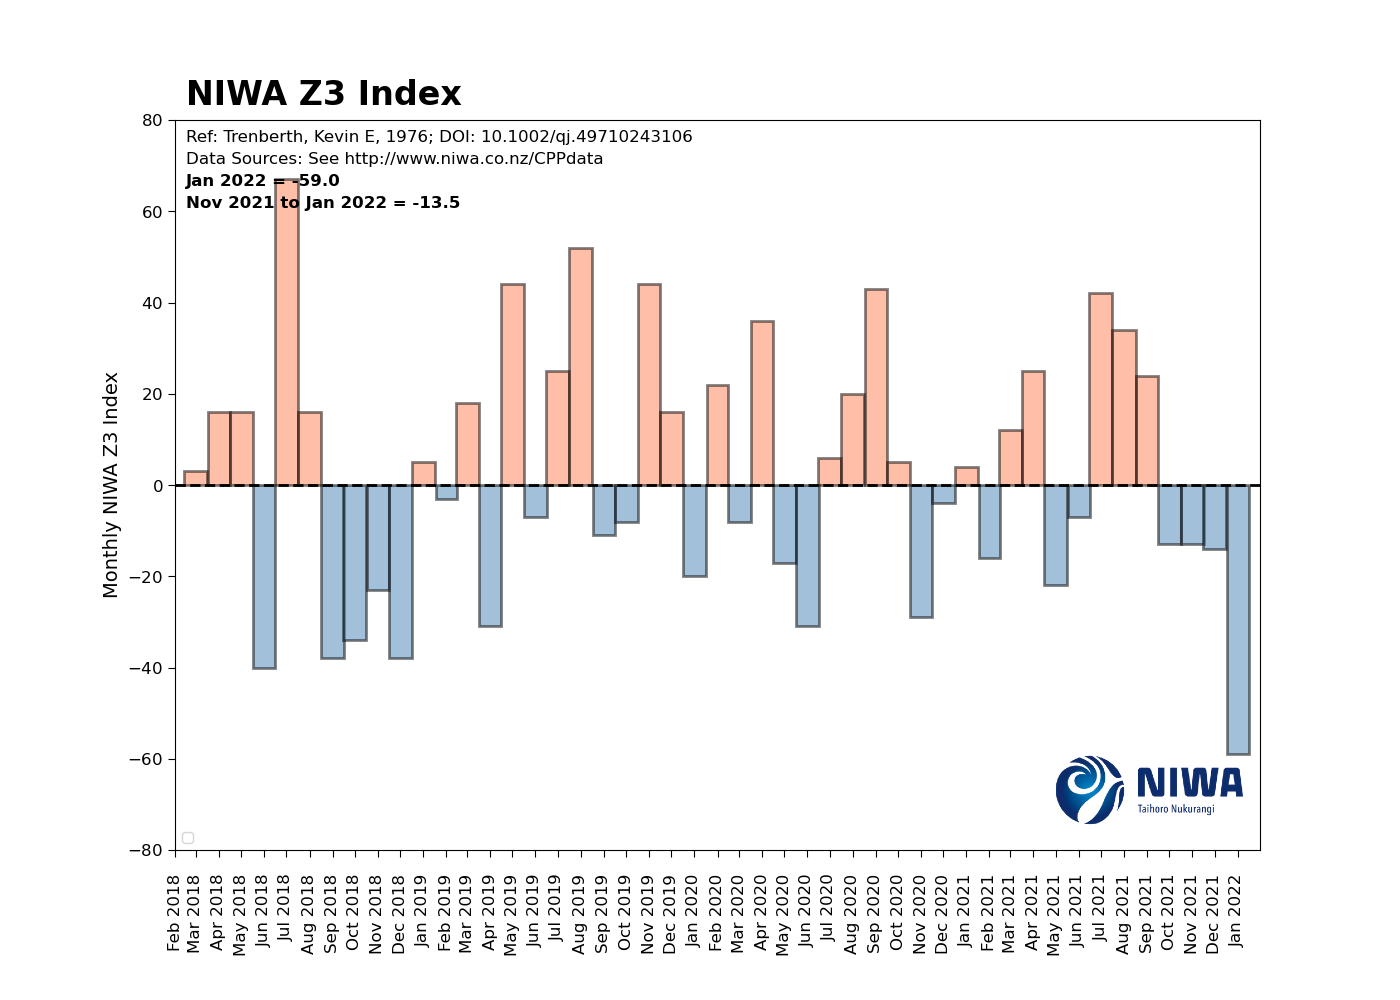 NIWA Z3 Index
Ref: Trenberth, Kevin E, 1976; DOI: 10.1002/qj.49710243106
Data Sources: See http://www.niwa.co.nz/CPPdata
Jan 2022 = -59.0
Nov 2021 to Jan 2022 = -13.5
Monthly NIWA Z3 Index
80
60
40
20
0
−20
−40
−60
−80
NIWA
Taihoro Nukurangi
Feb 2018
Mar 2018
Apr 2018
May 2018
Jun 2018
Jul 2018
Aug 2018
Sep 2018
Oct 2018
Nov 2018
Dec 2018
Jan 2019
Feb 2019
Mar 2019
Apr 2019
May 2019
Jun 2019
Jul 2019
Aug 2019
Sep 2019
Oct 2019
Nov 2019
Dec 2019
Jan 2020
Feb 2020
Mar 2020
Apr 2020
May 2020
Jun 2020
Jul 2020
Aug 2020
Sep 2020
Oct 2020
Nov 2020
Dec 2020
Jan 2021
Feb 2021
Mar 2021
Apr 2021
May 2021
Jun 2021
Jul 2021
Aug 2021
Sep 2021
Oct 2021
Nov 2021
Dec 2021
Jan 2022